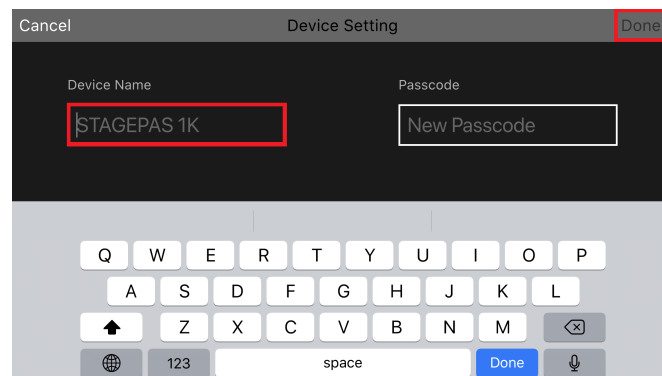 Cancel Device Setting Done
Device Name Passcode
STAGEPAS 1K New Passcode
Q W E R T Y U I O P
A S D F G H J K L
Z X C V B N M
123 space Done